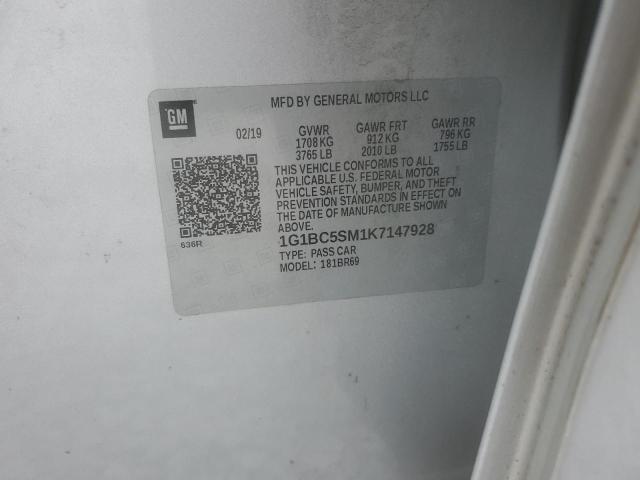 GM
MFD BY GENERAL MOTORS LLC
02/19 GVWR GAWR FRT GAWR RR
1708 KG 912 KG 796 KG
3765 LB 2010 LB 1755 LB
THIS VEHICLE CONFORMS TO ALL
APPLICABLE U.S. FEDERAL MOTOR
VEHICLE SAFETY, BUMPER, AND THEFT
PREVENTION STANDARDS IN EFFECT ON
THE DATE OF MANUFACTURE SHOWN
ABOVE.
636R
1G1BC5SM1K7147928
TYPE: PASS CAR
MODEL: 181BR69